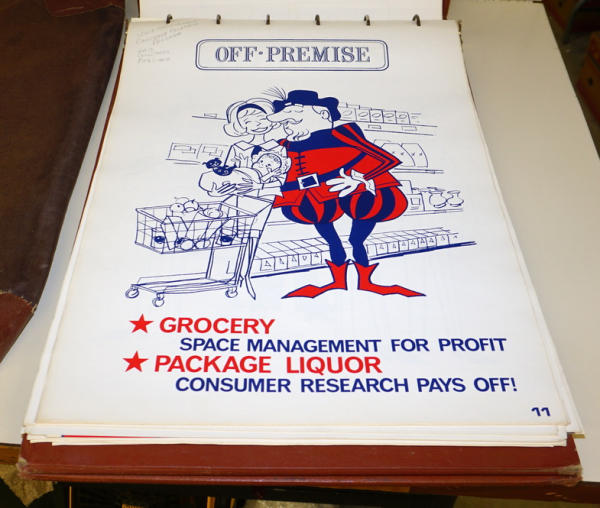 OFF-PREMISE
★ GROCERY
SPACE MANAGEMENT FOR PROFIT
★ PACKAGE LIQUOR
CONSUMER RESEARCH PAYS OFF!
11